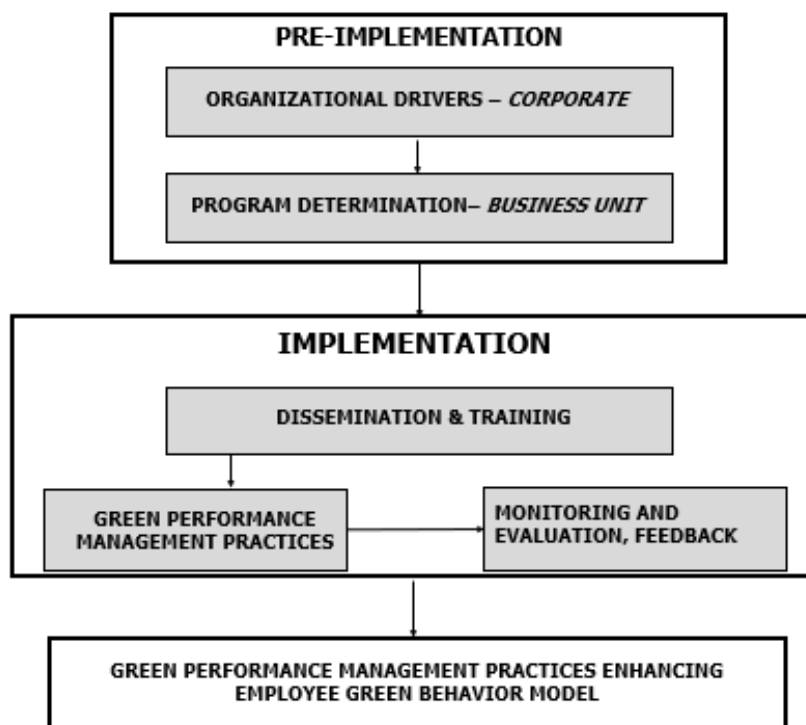 PRE-IMPLEMENTATION
ORGANIZATIONAL DRIVERS – CORPORATE
PROGRAM DETERMINATION– BUSINESS UNIT
IMPLEMENTATION
DISSEMINATION & TRAINING
GREEN PERFORMANCE
MANAGEMENT PRACTICES
MONITORING AND
EVALUATION, FEEDBACK
GREEN PERFORMANCE MANAGEMENT PRACTICES ENHANCING
EMPLOYEE GREEN BEHAVIOR MODEL